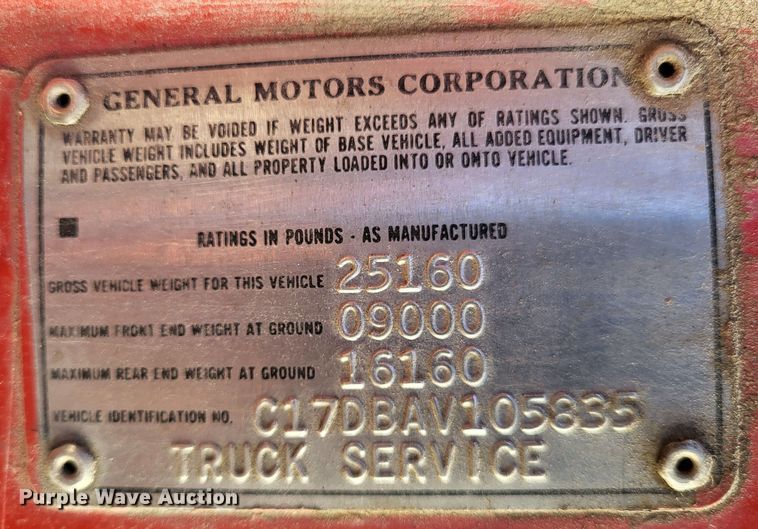 GENERAL MOTORS CORPORATION
WARRANTY MAY BE VOIDED IF WEIGHT EXCEEDS ANY OF RATINGS SHOWN. GROSS
VEHICLE WEIGHT INCLUDES WEIGHT OF BASE VEHICLE, ALL ADDED EQUIPMENT, DRIVER
AND PASSENGERS, AND ALL PROPERTY LOADED INTO OR ONTO VEHICLE.
RATINGS IN POUNDS - AS MANUFACTURED
GROSS VEHICLE WEIGHT FOR THIS VEHICLE 25160
MAXIMUM FRONT END WEIGHT AT GROUND 09000
MAXIMUM REAR END WEIGHT AT GROUND 16160
VEHICLE IDENTIFICATION NO. C17DBAV105835
TRUCK SERVICE
Purple Wave Auction